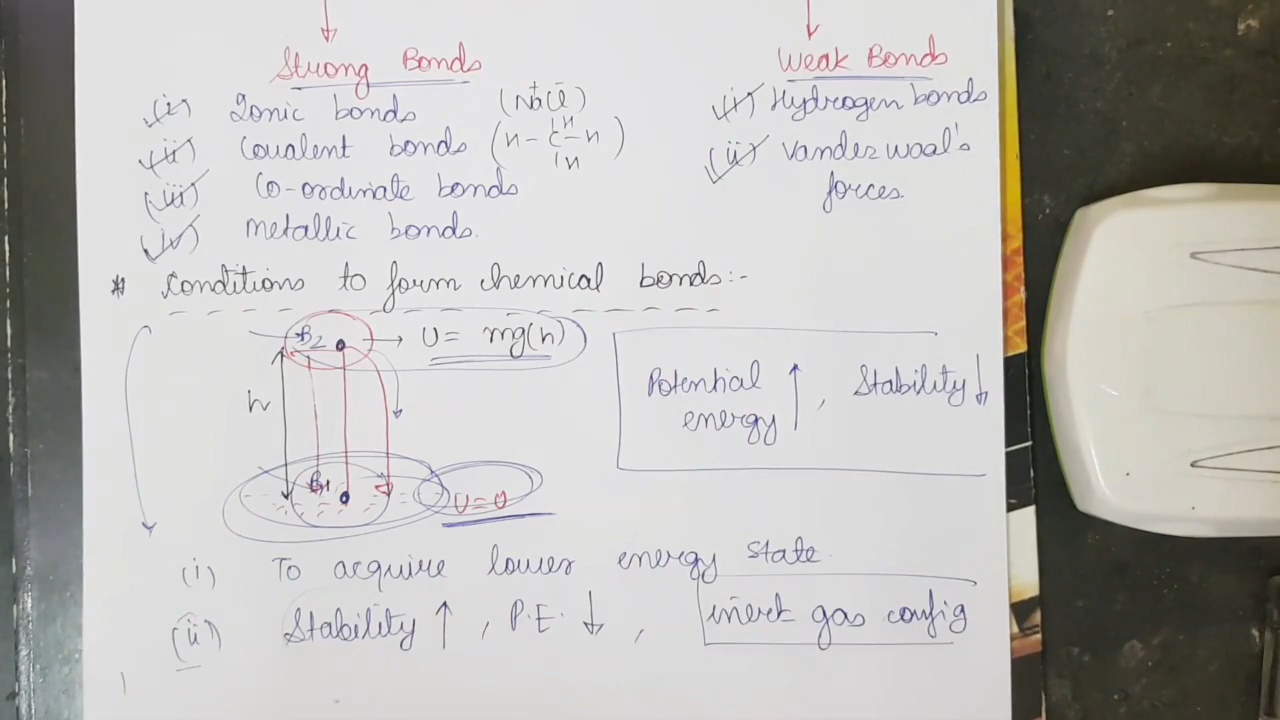 Strong Bonds
(i) Ionic bonds (Na⁺Cl⁻)
(ii) Covalent bonds (H-C-H H H)
(iii) Co-ordinate bonds
(iv) Metallic bonds.
Weak Bonds
(i) Hydrogen bonds
(ii) Vanderwaal's
forces.
* Conditions to form chemical bonds:-
B2 → U = mg(h)
h
B1
U=0
Potential
energy ↑, Stability ↓
(i) To acquire lower energy state.
(ii) Stability ↑, P.E. ↓, inert gas config